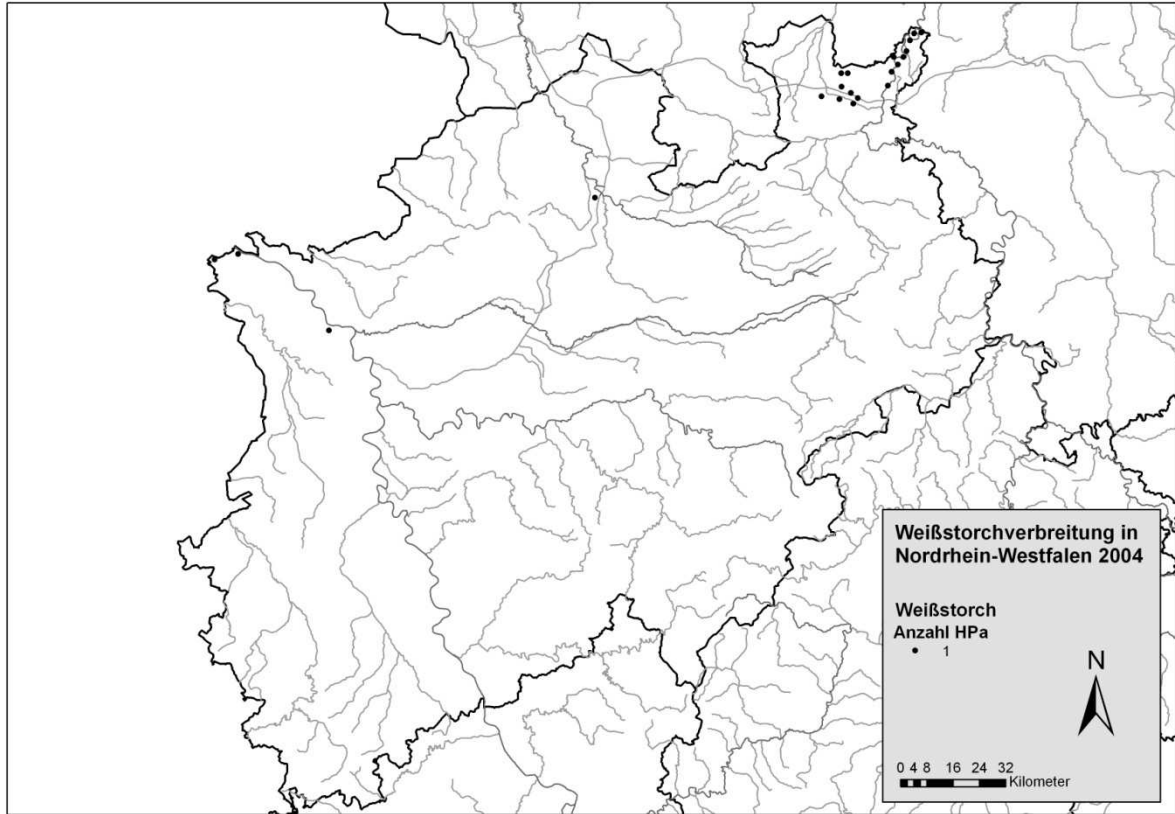 Weißstorchverbreitung in
Nordrhein-Westfalen 2004
Weißstorch
Anzahl HPa
1
N
0 4 8 16 24 32
Kilometer